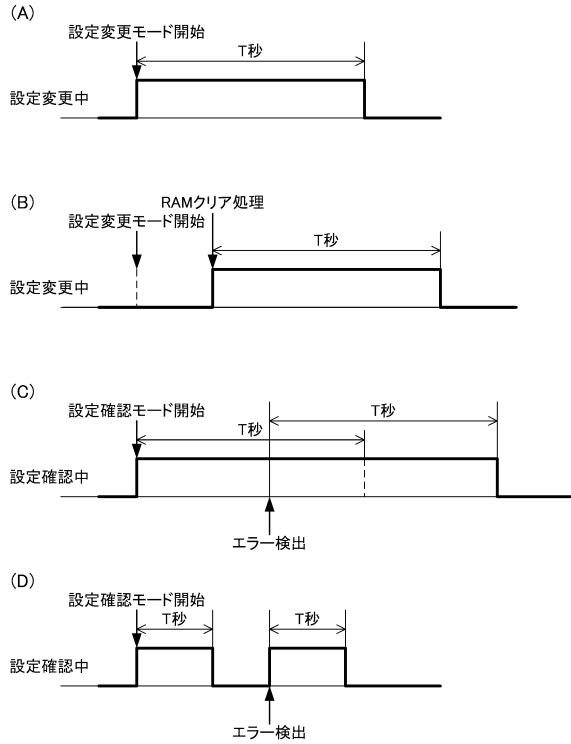 (A)
設定変更モード開始
T秒
設定変更中
(B)
RAMクリア処理
設定変更モード開始
T秒
設定変更中
(C)
設定確認モード開始
T秒
T秒
設定確認中
エラー検出
(D)
設定確認モード開始
T秒
T秒
設定確認中
エラー検出